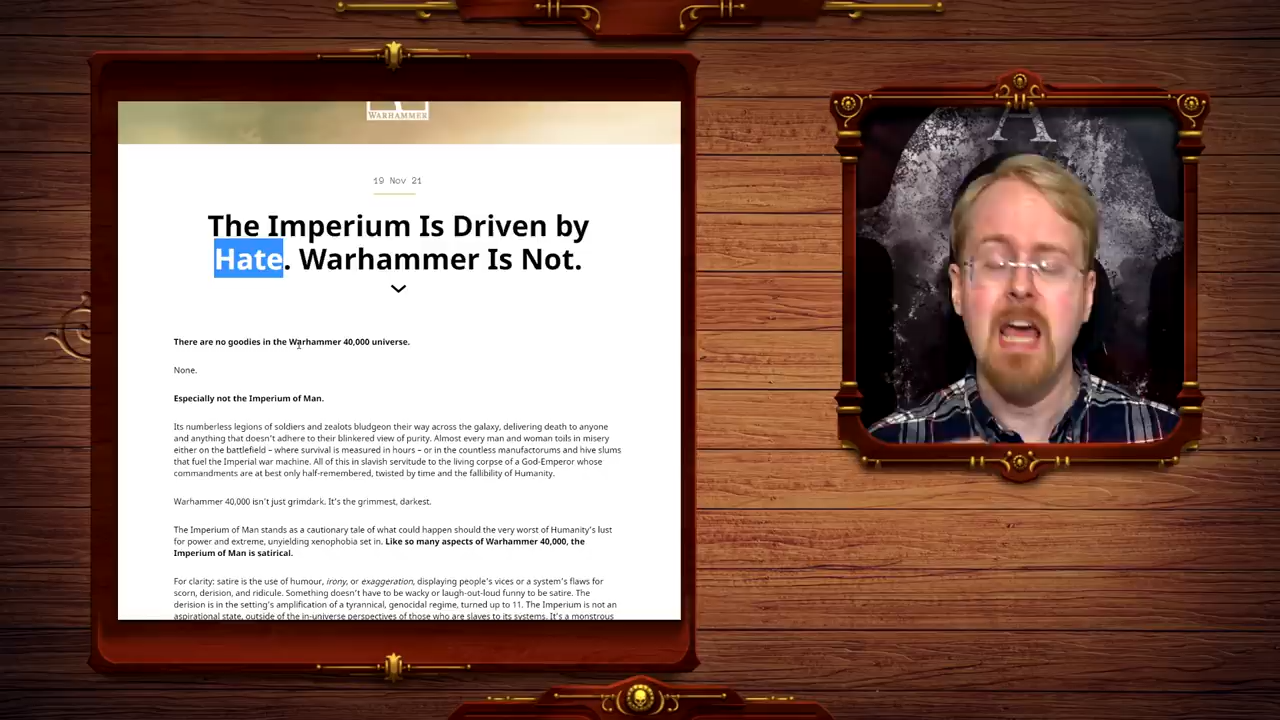 WARHAMMER
19 Nov 21
The Imperium Is Driven by
Hate. Warhammer Is Not.
There are no goodies in the Warhammer 40,000 universe.
None.
Especially not the Imperium of Man.
Its numberless legions of soldiers and zealots bludgeon their way across the galaxy, delivering death to anyone
and anything that doesn't adhere to their blinkered view of purity. Almost every man and woman toils in misery
either on the battlefield – where survival is measured in hours – or in the countless manufactorums and hive slums
that fuel the Imperial war machine. All of this in slavish servitude to the living corpse of a God-Emperor whose
commandments are at best only half-remembered, twisted by time and the fallibility of Humanity.
Warhammer 40,000 isn't just grimdark. It's the grimmest, darkest.
The Imperium of Man stands as a cautionary tale of what could happen should the very worst of Humanity's lust
for power and extreme, unyielding xenophobia set in. Like so many aspects of Warhammer 40,000, the
Imperium of Man is satirical.
For clarity: satire is the use of humour, irony, or exaggeration, displaying people's vices or a system's flaws for
scorn, derision, and ridicule. Something doesn't have to be wacky or laugh-out-loud funny to be satire. The
derision is in the setting's amplification of a tyrannical, genocidal regime, turned up to 11. The Imperium is not an
aspirational state, outside of the in-universe perspectives of those who are slaves to its systems. It's a monstrous
A